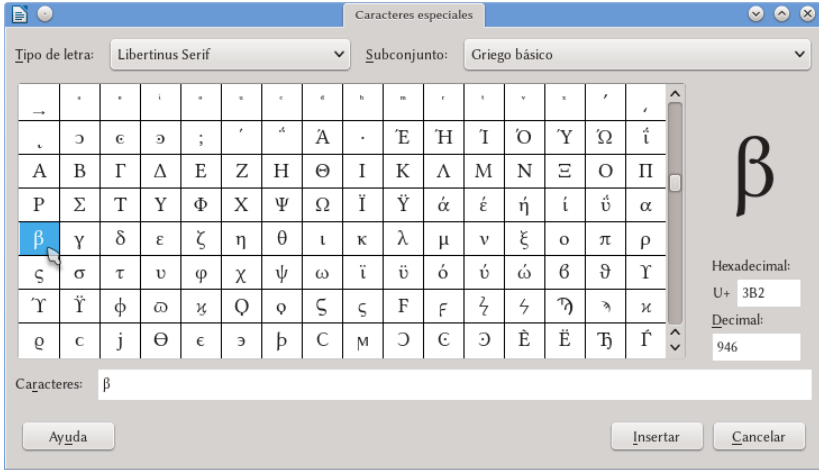 Caracteres especiales
Tipo de letra: Libertinus Serif Subconjunto: Griego básico
→ ͣ ͤ ͥ ͦ ͧ ͨ ͩ ͪ ͫ ͬ ͭ ͮ ͯ ʹ ͵
ͺ ͻ ͼ ͽ ; ΄ ΅ Ά · Έ Ή Ί Ό Ύ Ώ ΐ
Α Β Γ Δ Ε Ζ Η Θ Ι Κ Λ Μ Ν Ξ Ο Π
Ρ Σ Τ Υ Φ Χ Ψ Ω Ϊ Ϋ ά έ ή ί ΰ α
β γ δ ε ζ η θ ι κ λ μ ν ξ ο π ρ
ς σ τ υ φ χ ψ ω ϊ ϋ ό ύ ώ ϐ ϑ ϒ
ϓ ϔ ϕ ϖ ϗ Ϙ ϙ Ϛ ϛ Ϝ ϝ Ϟ ϟ Ϡ ϡ ϰ
ϱ ϲ ϳ ϴ ϵ ϶ ϸ Ϲ ϻ Ͻ Ͼ Ͽ Ѐ Ё Ђ Ѓ
β
Hexadecimal:
U+ 3B2
Decimal:
946
Caracteres: β
Ayuda Insertar Cancelar